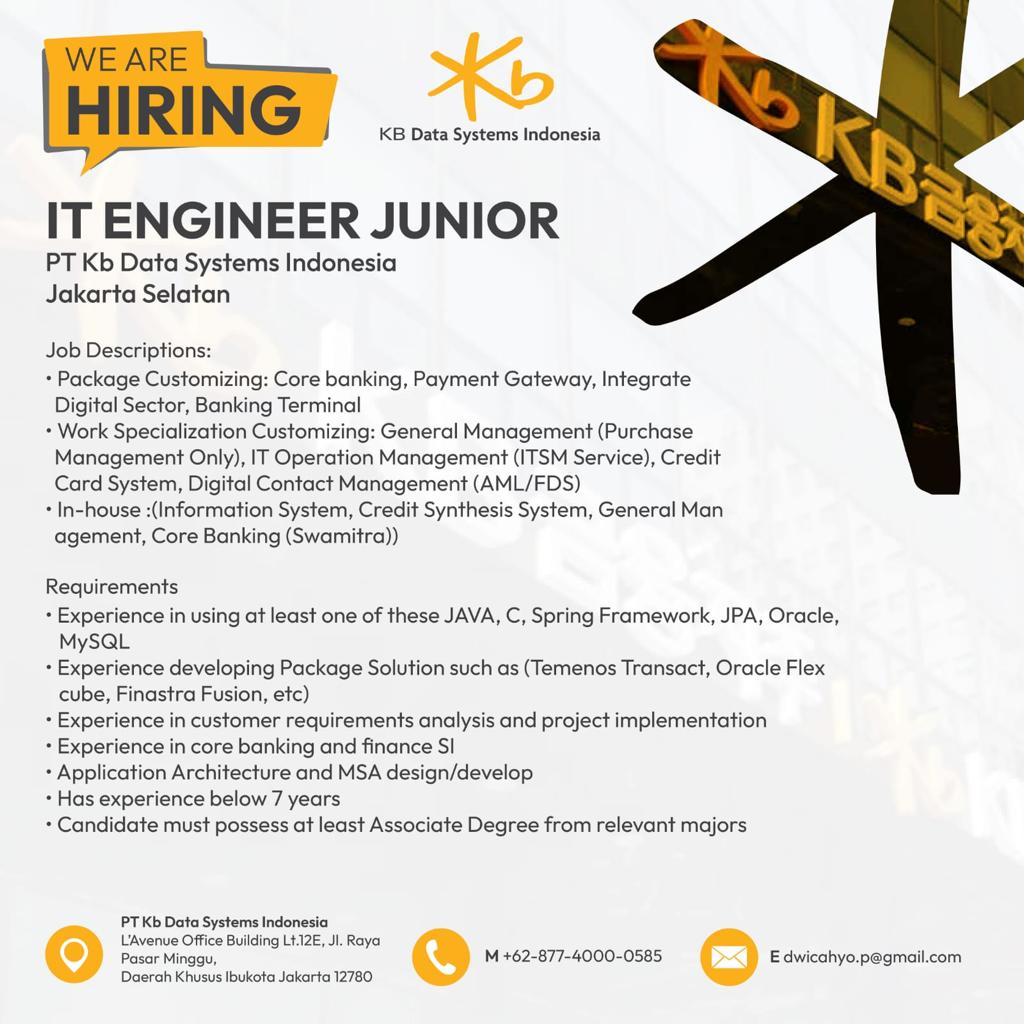 WE ARE
HIRING
Kb
KB Data Systems Indonesia
Kb KB금융
IT ENGINEER JUNIOR
PT Kb Data Systems Indonesia
Jakarta Selatan
Job Descriptions:
• Package Customizing: Core banking, Payment Gateway, Integrate
Digital Sector, Banking Terminal
• Work Specialization Customizing: General Management (Purchase
Management Only), IT Operation Management (ITSM Service), Credit
Card System, Digital Contact Management (AML/FDS)
• In-house :(Information System, Credit Synthesis System, General Man
agement, Core Banking (Swamitra))
Requirements
• Experience in using at least one of these JAVA, C, Spring Framework, JPA, Oracle,
MySQL
• Experience developing Package Solution such as (Temenos Transact, Oracle Flex
cube, Finastra Fusion, etc)
• Experience in customer requirements analysis and project implementation
• Experience in core banking and finance SI
• Application Architecture and MSA design/develop
• Has experience below 7 years
• Candidate must possess at least Associate Degree from relevant majors
PT Kb Data Systems Indonesia
L'Avenue Office Building Lt.12E, Jl. Raya
Pasar Minggu,
Daerah Khusus Ibukota Jakarta 12780
M +62-877-4000-0585
E dwicahyo.p@gmail.com